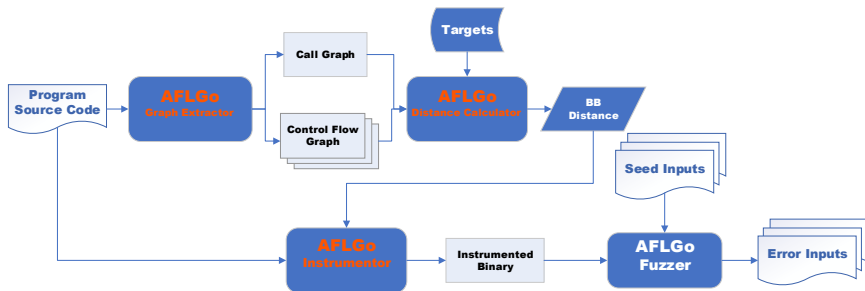 Targets
Call Graph
Program
Source Code
AFLGo
Graph Extractor
AFLGo
Distance Calculator
BB
Distance
Control Flow
Graph
Seed Inputs
AFLGo
Instrumentor
Instrumented
Binary
AFLGo
Fuzzer
Error Inputs